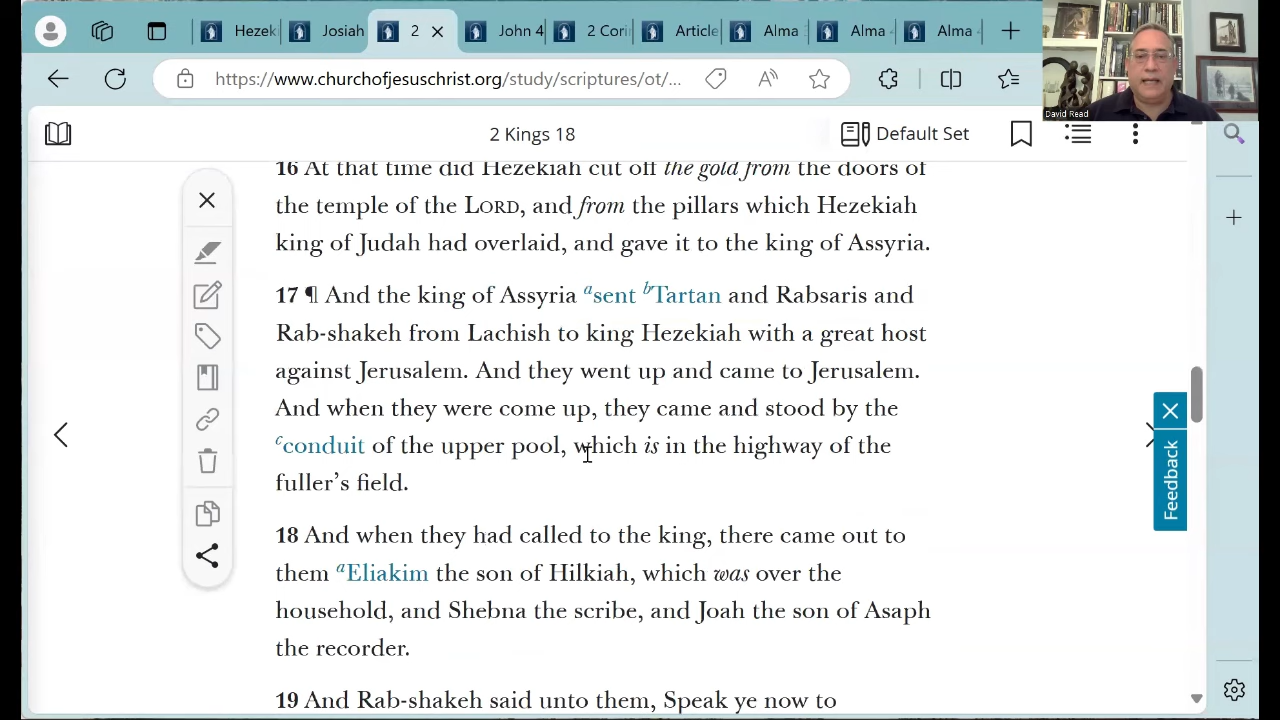 Hezek
Josiah
2
John 4
2 Cori
Article
Alma
Alma
Alma
https://www.churchofjesuschrist.org/study/scriptures/ot/...
David Read
2 Kings 18
Default Set
16 At that time did Hezekiah cut off the gold from the doors of
the temple of the LORD, and from the pillars which Hezekiah
king of Judah had overlaid, and gave it to the king of Assyria.
17 ¶ And the king of Assyria a sent b Tartan and Rabsaris and
Rab-shakeh from Lachish to king Hezekiah with a great host
against Jerusalem. And they went up and came to Jerusalem.
And when they were come up, they came and stood by the
c conduit of the upper pool, which is in the highway of the
fuller's field.
18 And when they had called to the king, there came out to
them a Eliakim the son of Hilkiah, which was over the
household, and Shebna the scribe, and Joah the son of Asaph
the recorder.
19 And Rab-shakeh said unto them, Speak ye now to
Feedback